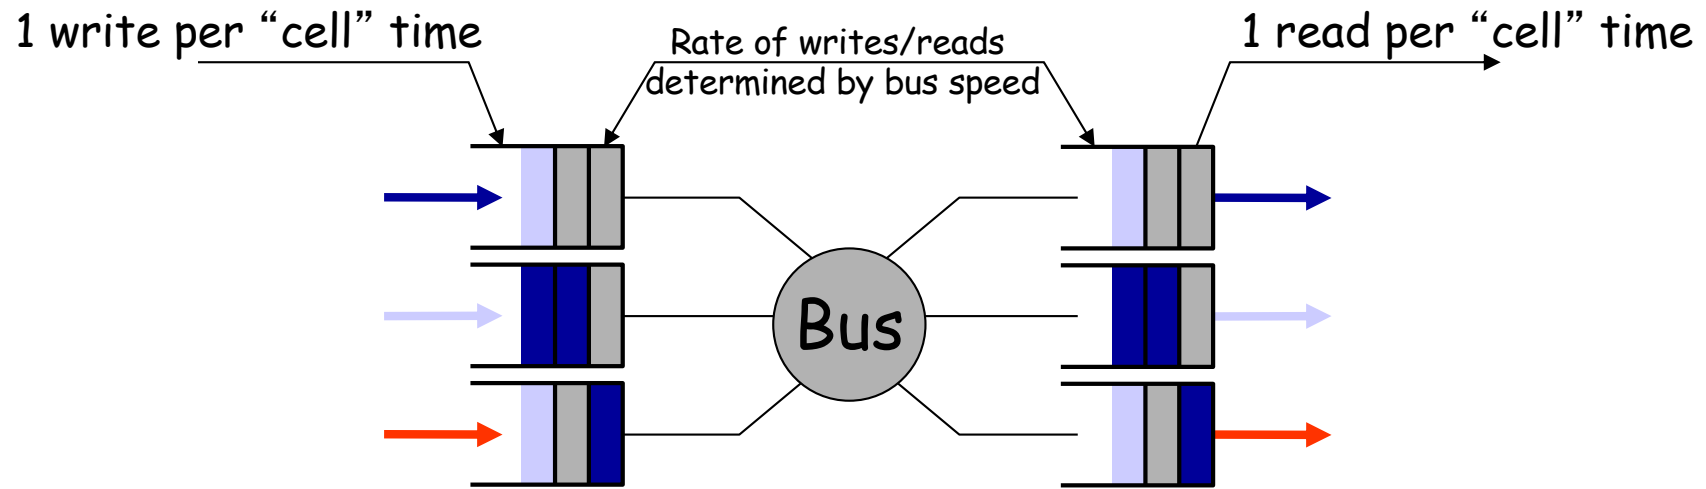 1 write per “cell” time
Rate of writes/reads
determined by bus speed
1 read per “cell” time
Bus